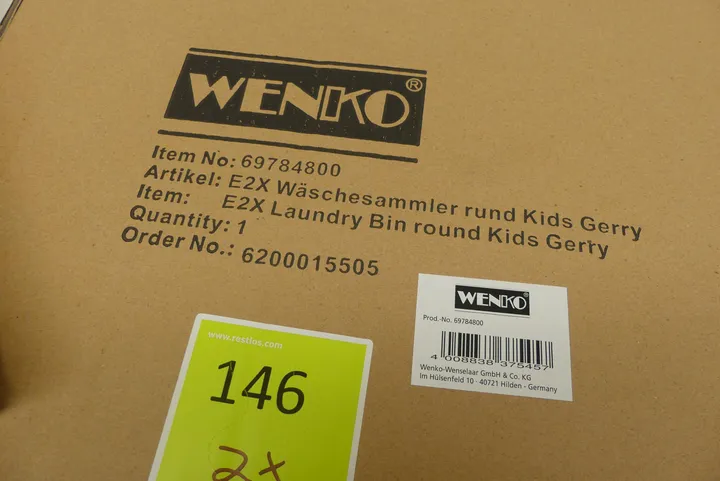 WENKO®
Item No: 69784800
Artikel: E2X Wäschesammler rund Kids Gerry
Item: E2X Laundry Bin round Kids Gerry
Quantity: 1
Order No.: 6200015505
WENKO
Prod.-No. 69784800
4 008838 375457
Wenko-Wenselaar GmbH & Co. KG
Im Hülsenfeld 10 · 40721 Hilden - Germany
www.restlos.com
146
2x